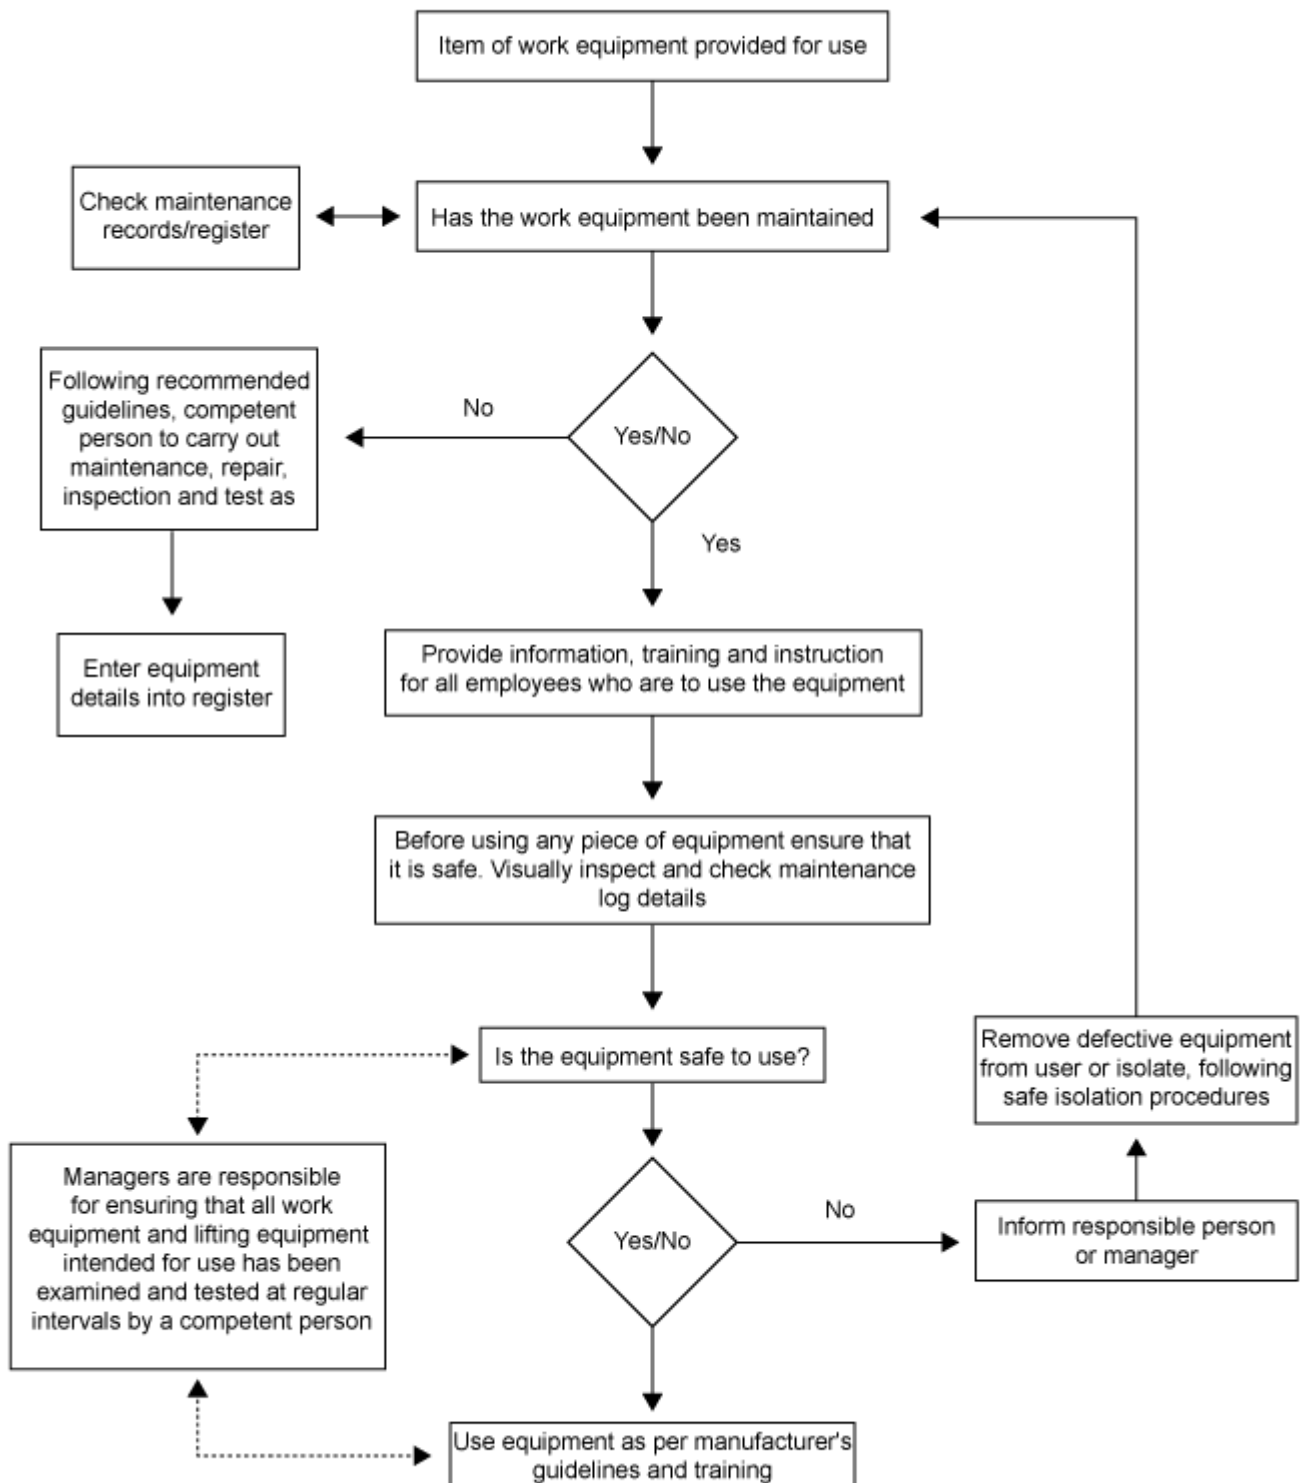 Item of work equipment provided for use
Check maintenance
records/register
Has the work equipment been maintained
Following recommended
guidelines, competent
person to carry out
maintenance, repair,
inspection and test as
No
Yes/No
Yes
Enter equipment
details into register
Provide information, training and instruction
for all employees who are to use the equipment
Before using any piece of equipment ensure that
it is safe. Visually inspect and check maintenance
log details
Is the equipment safe to use?
Remove defective equipment
from user or isolate, following
safe isolation procedures
Managers are responsible
for ensuring that all work
equipment and lifting equipment
intended for use has been
examined and tested at regular
intervals by a competent person
Yes/No
No
Inform responsible person
or manager
Use equipment as per manufacturer's
guidelines and training